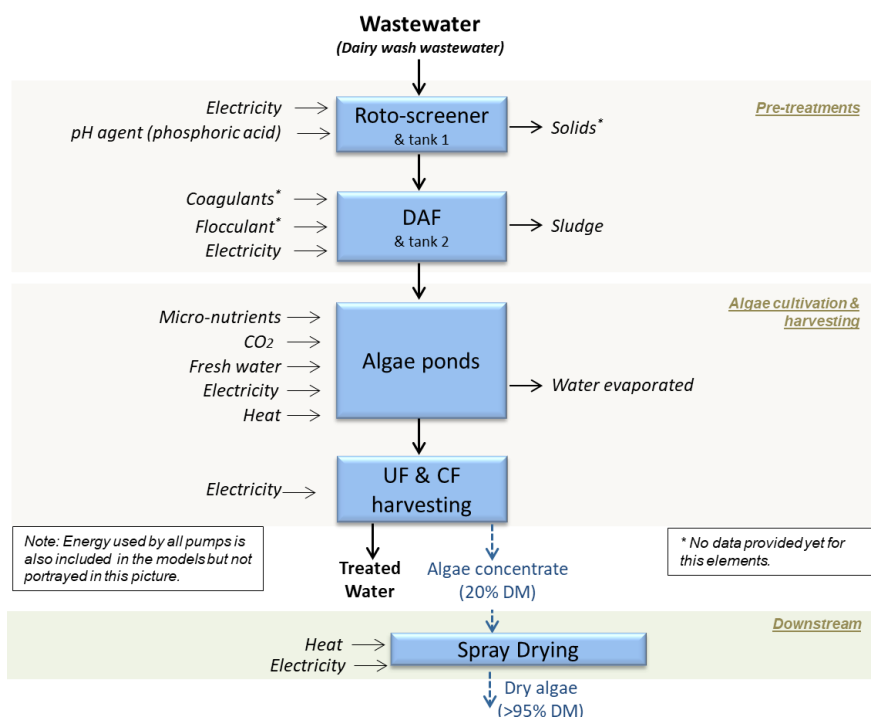 Wastewater
(Dairy wash wastewater)
Pre-treatments
Electricity
pH agent (phosphoric acid)
Roto-screener
& tank 1
Solids*
Coagulants*
Flocculant*
Electricity
DAF
& tank 2
Sludge
Algae cultivation &
harvesting
Micro-nutrients
CO2
Fresh water
Electricity
Heat
Algae ponds
Water evaporated
Electricity
UF & CF
harvesting
Note: Energy used by all pumps is
also included in the models but not
portrayed in this picture.
Treated
Water
Algae concentrate
(20% DM)
* No data provided yet for
this elements.
Downstream
Heat
Electricity
Spray Drying
Dry algae
(>95% DM)